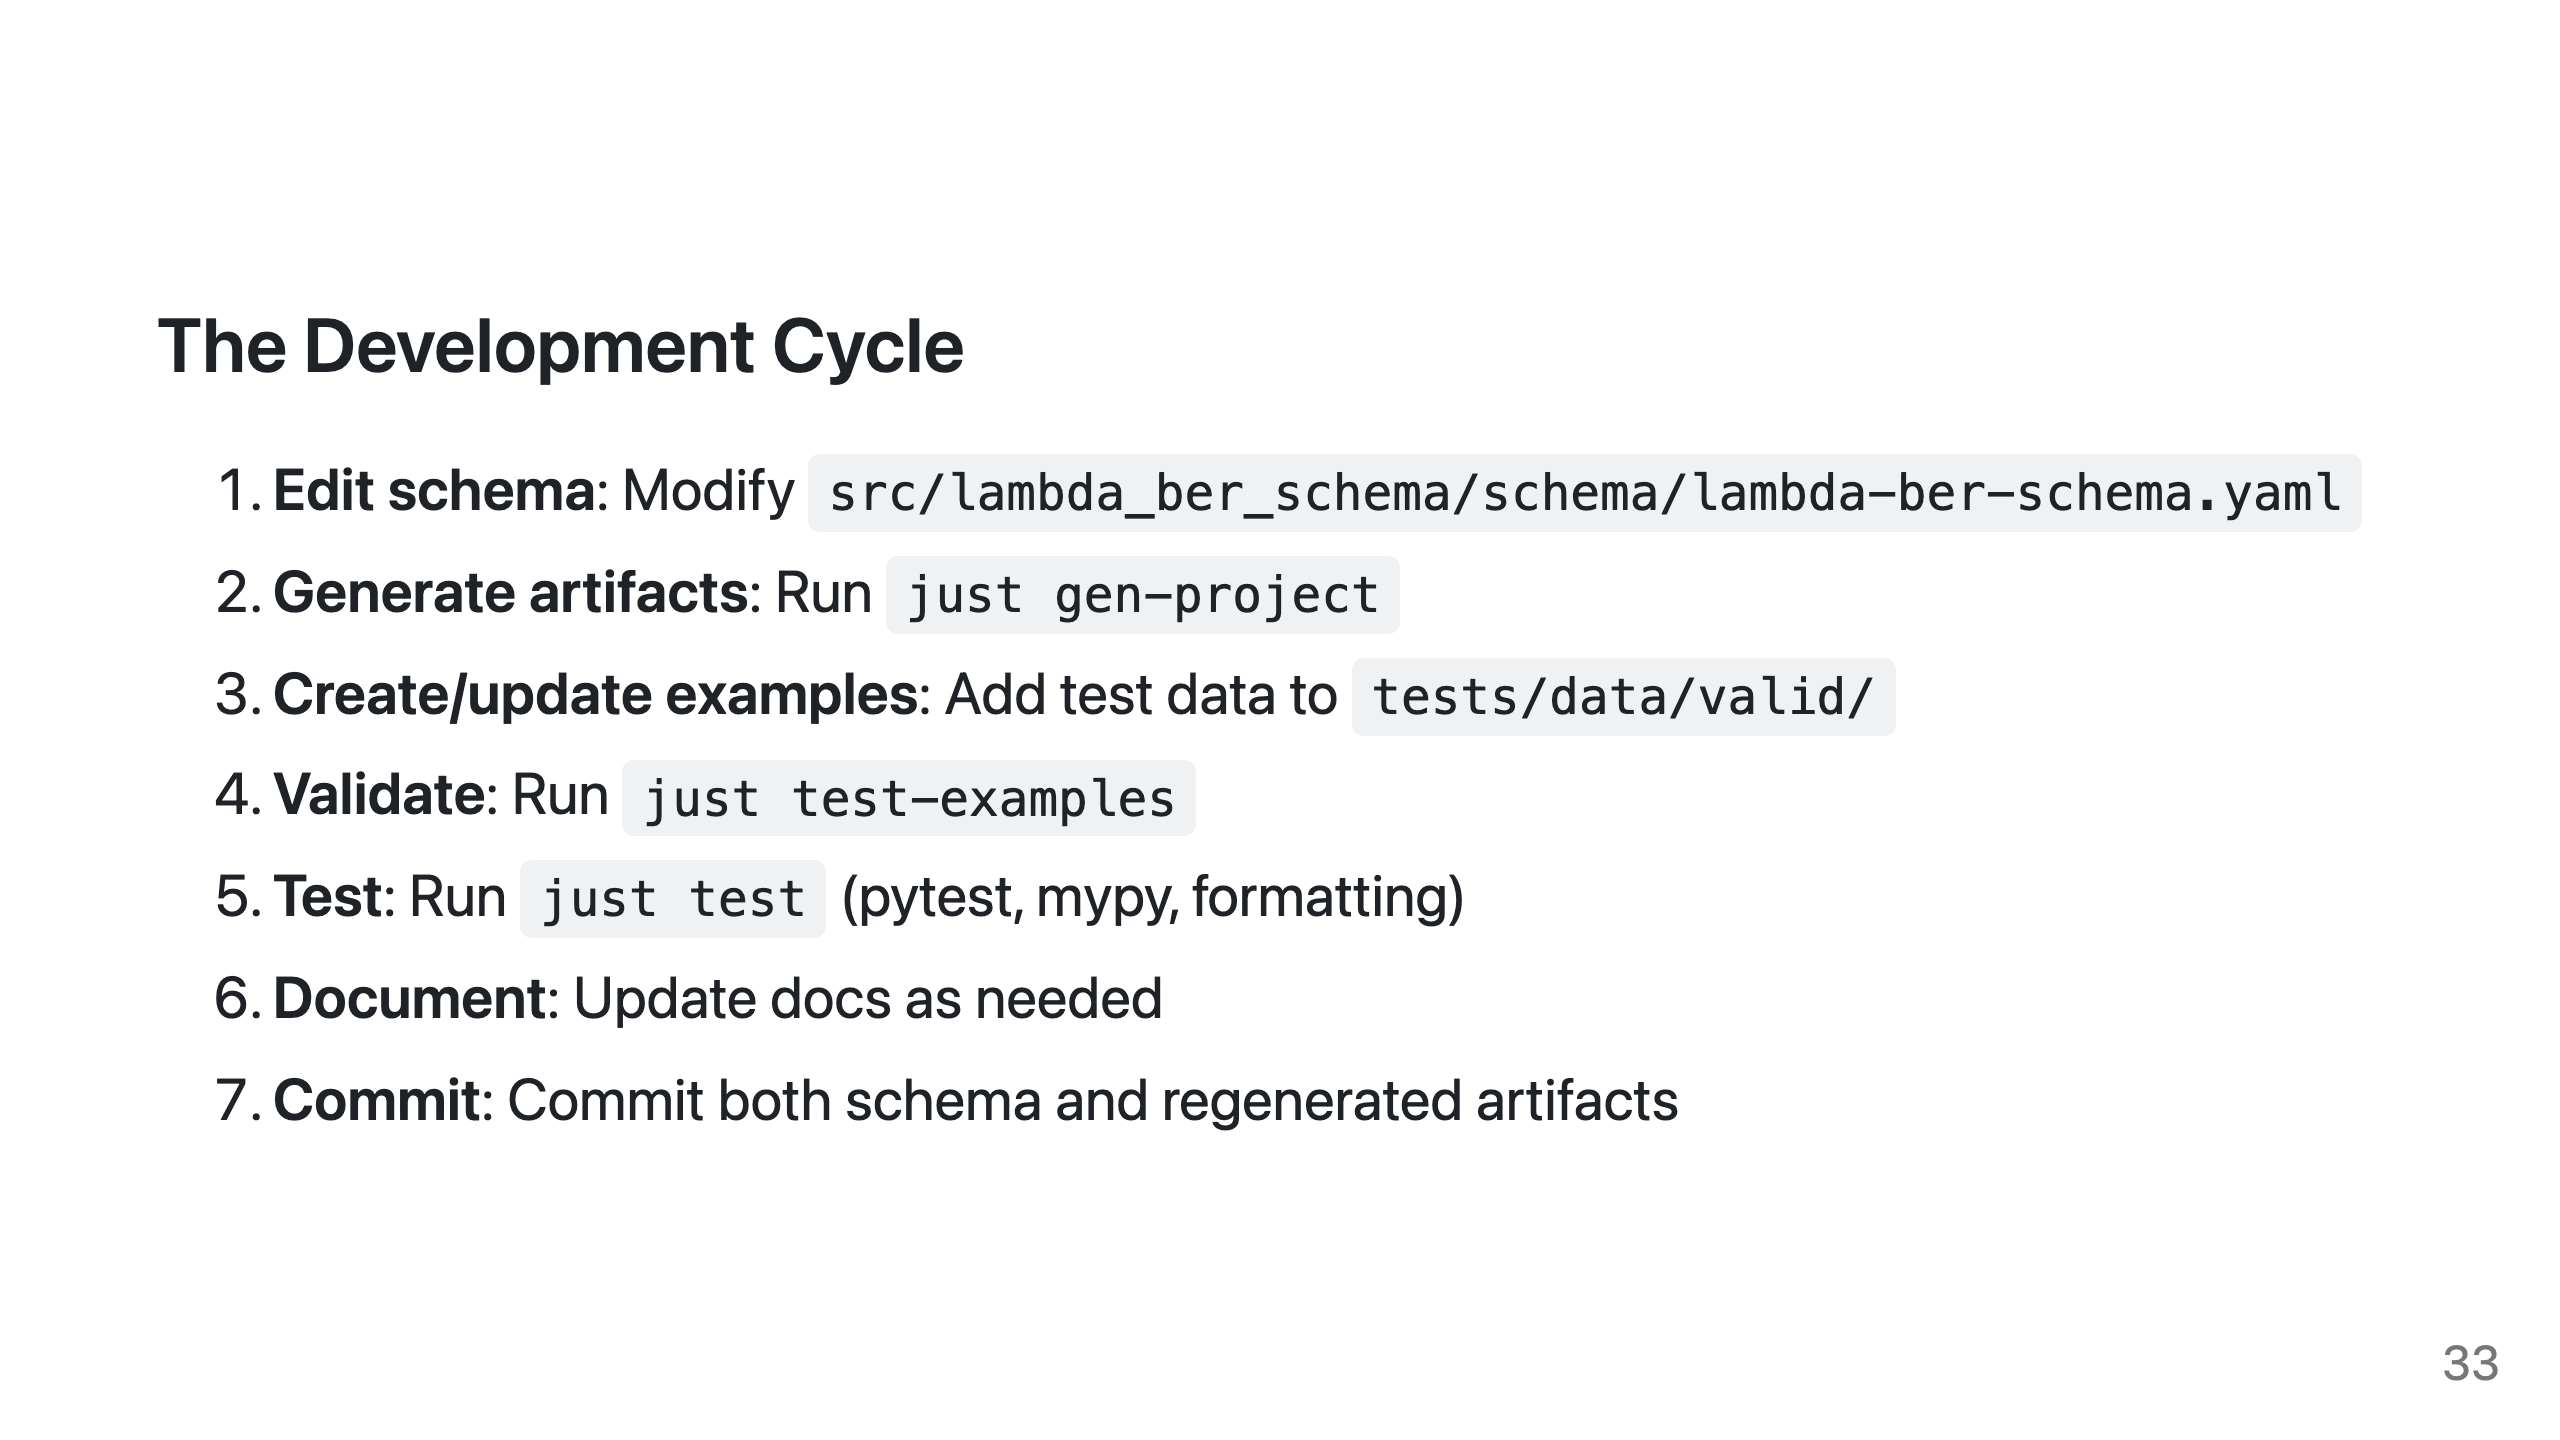 The Development Cycle
1. Edit schema: Modify src/lambda_ber_schema/schema/lambda-ber-schema.yaml
2. Generate artifacts: Run just gen-project
3. Create/update examples: Add test data to tests/data/valid/
4. Validate: Run just test-examples
5. Test: Run just test (pytest, mypy, formatting)
6. Document: Update docs as needed
7. Commit: Commit both schema and regenerated artifacts
33